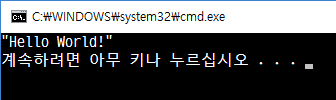 C:₩WINDOWS₩system32₩cmd.exe
"Hello World!"
계속하려면 아무 키나 누르십시오 . . .